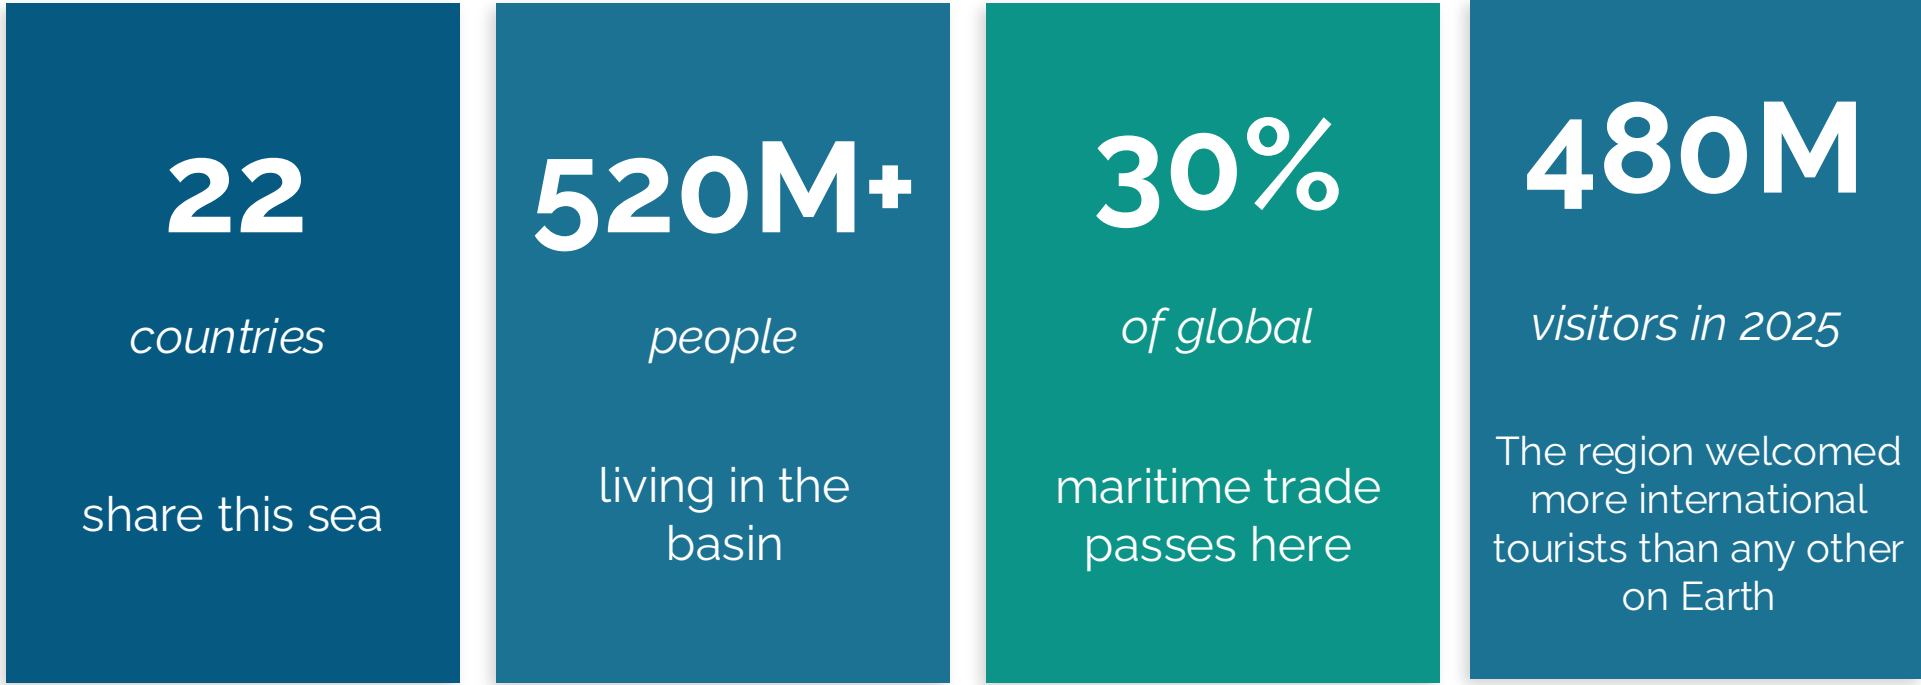 22
countries
share this sea
520M+
people
living in the
basin
30%
of global
maritime trade
passes here
480M
visitors in 2025
The region welcomed
more international
tourists than any other
on Earth